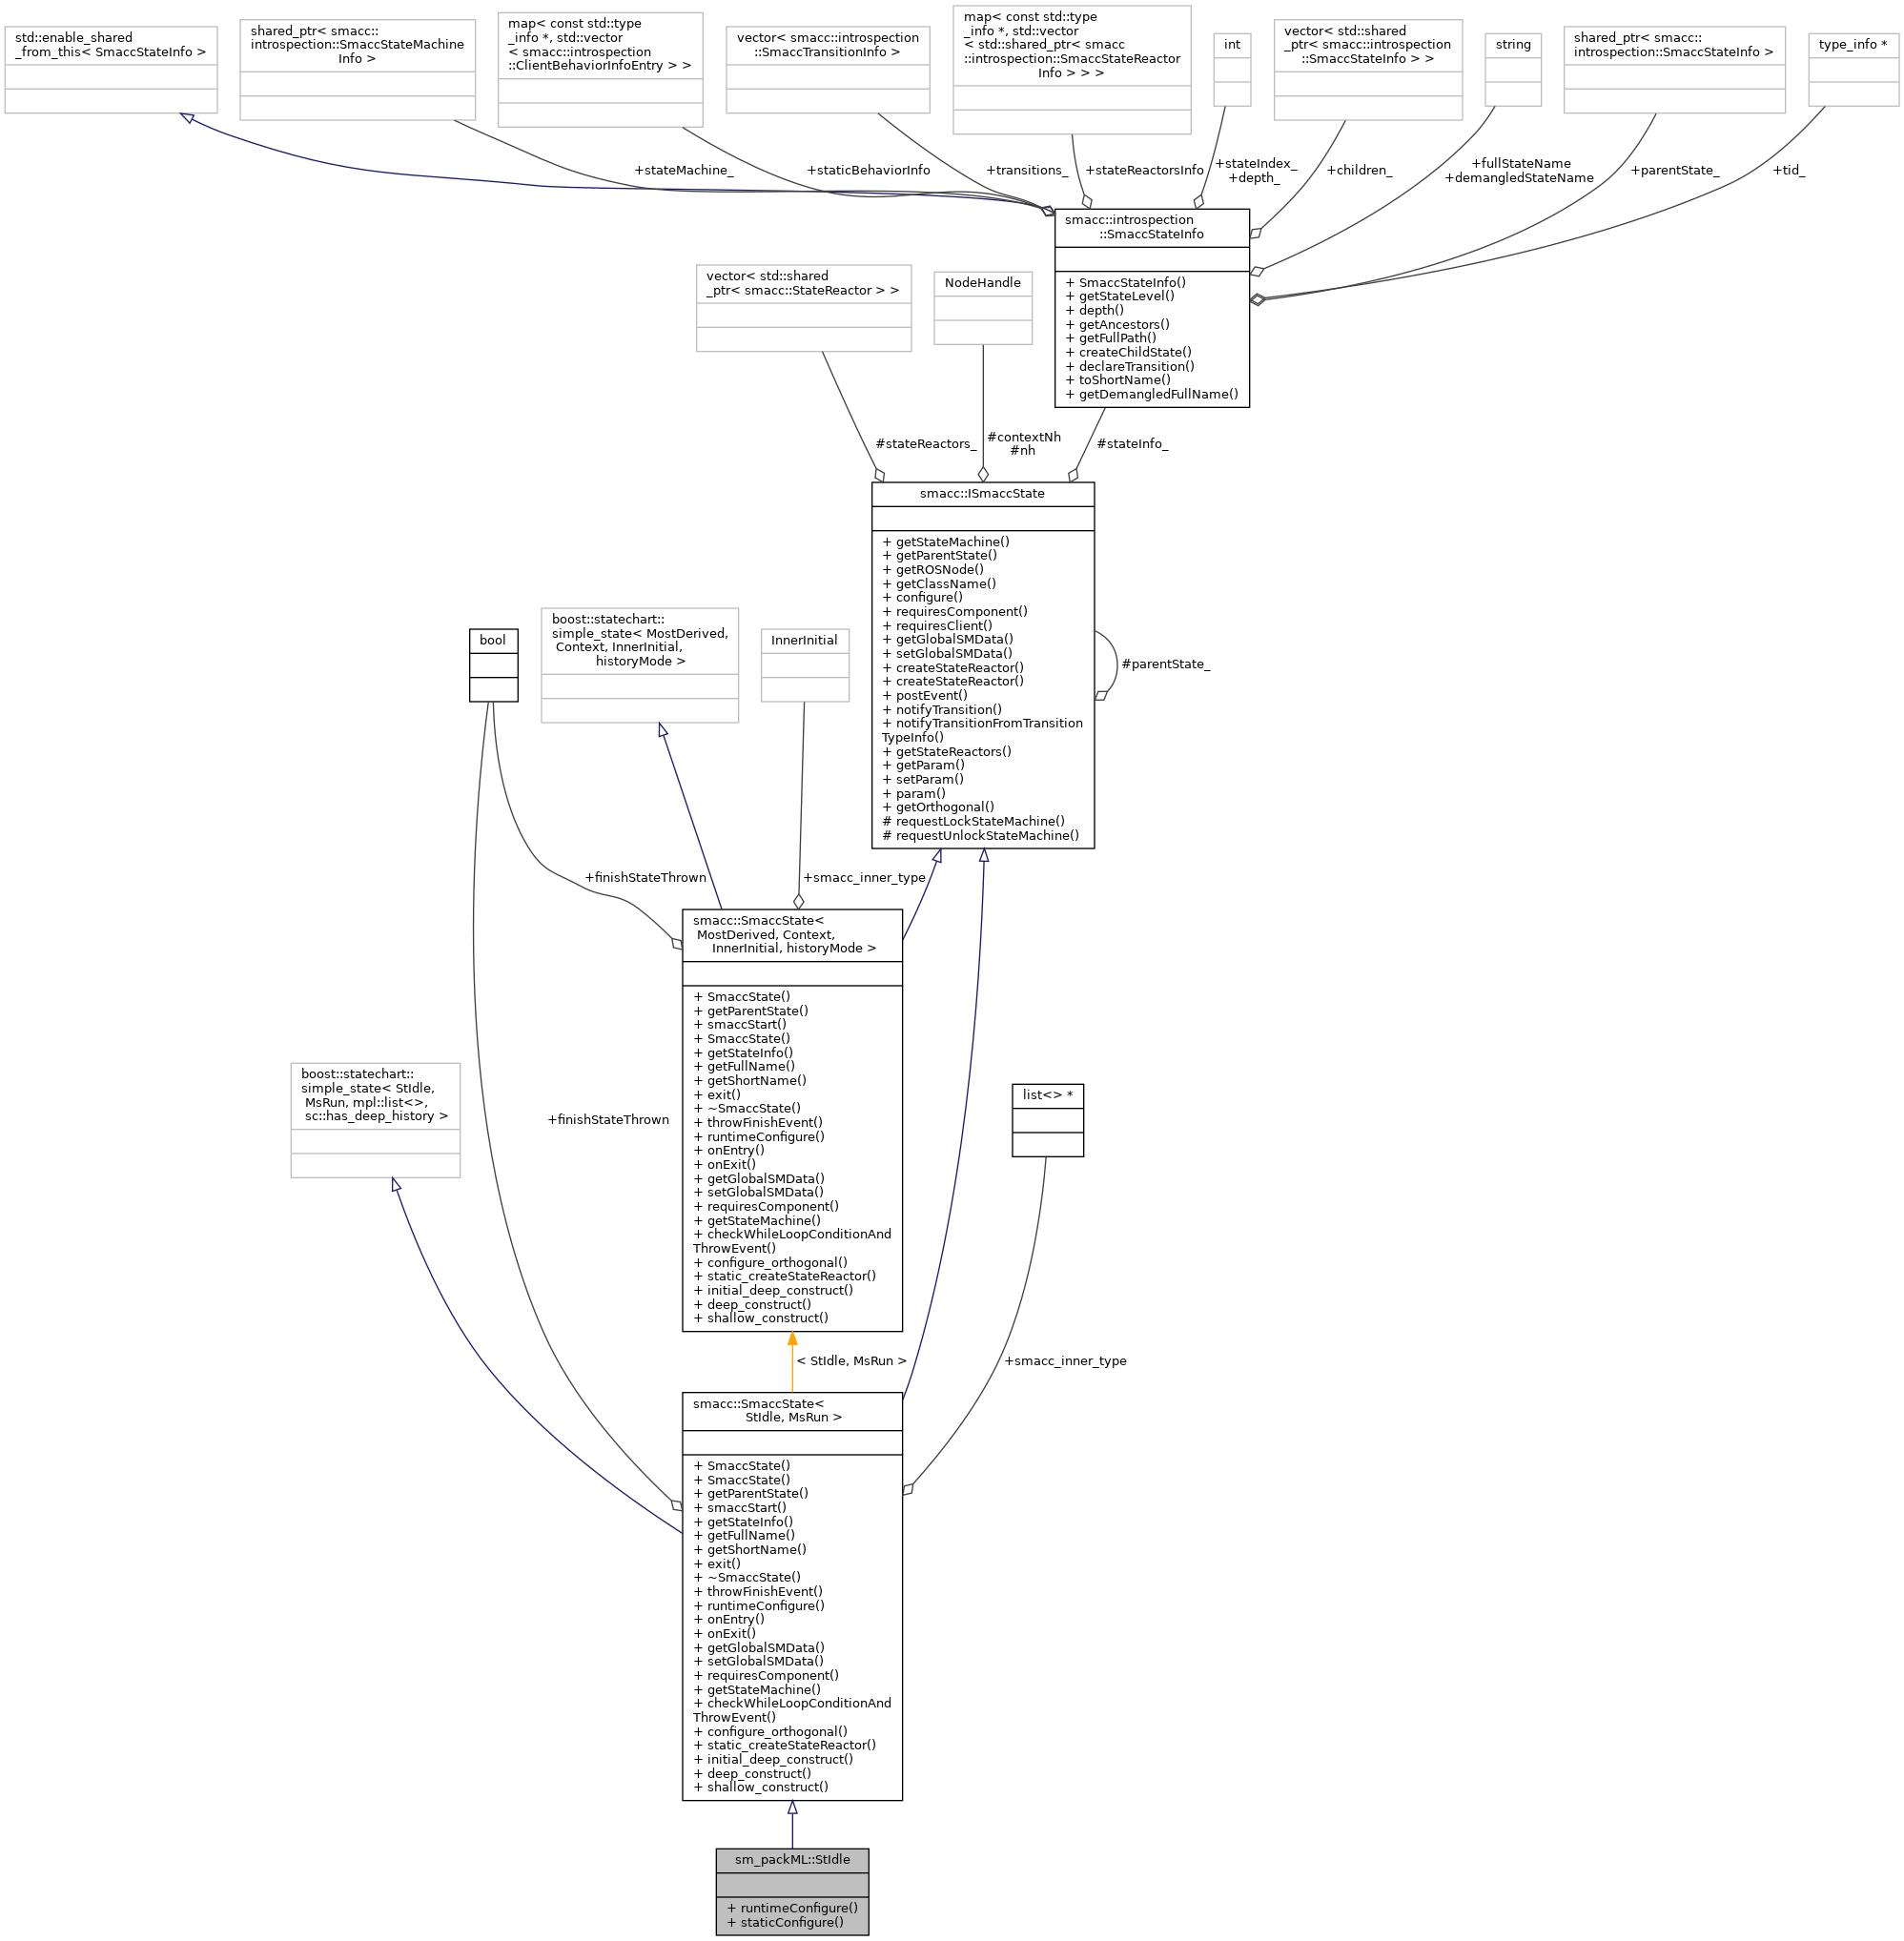 std::enable_shared
_from_this< SmaccStateInfo >
shared_ptr< smacc::
introspection::SmaccStateMachine
Info >
map< const std::type
_info *, std::vector
< smacc::introspection
::ClientBehaviorInfoEntry > >
vector< smacc::introspection
::SmaccTransitionInfo >
map< const std::type
_info *, std::vector
< std::shared_ptr< smacc
::introspection::SmaccStateReactor
Info > > >
int
vector< std::shared
_ptr< smacc::introspection
::SmaccStateInfo > >
string
shared_ptr< smacc::
introspection::SmaccStateInfo >
type_info *
+stateMachine_
+staticBehaviorInfo
+transitions_
+stateReactorsInfo
+stateIndex_
+depth_
+children_
+fullStateName
+demangledStateName
+parentState_
+tid_
smacc::introspection
::SmaccStateInfo
+ SmaccStateInfo()
+ getStateLevel()
+ depth()
+ getAncestors()
+ getFullPath()
+ createChildState()
+ declareTransition()
+ toShortName()
+ getDemangledFullName()
vector< std::shared
_ptr< smacc::StateReactor > >
NodeHandle
#stateReactors_
#contextNh
#nh
#stateInfo_
smacc::ISmaccState
+ getStateMachine()
+ getParentState()
+ getROSNode()
+ getClassName()
+ configure()
+ requiresComponent()
+ requiresClient()
+ getGlobalSMData()
+ setGlobalSMData()
+ createStateReactor()
+ createStateReactor()
+ postEvent()
+ notifyTransition()
+ notifyTransitionFromTransition
TypeInfo()
+ getStateReactors()
+ getParam()
+ setParam()
+ param()
+ getOrthogonal()
# requestLockStateMachine()
# requestUnlockStateMachine()
#parentState_
bool
boost::statechart::
simple_state< MostDerived,
Context, InnerInitial,
historyMode >
InnerInitial
+finishStateThrown
+smacc_inner_type
smacc::SmaccState<
MostDerived, Context,
InnerInitial, historyMode >
+ SmaccState()
+ getParentState()
+ smaccStart()
+ SmaccState()
+ getStateInfo()
+ getFullName()
+ getShortName()
+ exit()
+ ~SmaccState()
+ throwFinishEvent()
+ runtimeConfigure()
+ onEntry()
+ onExit()
+ getGlobalSMData()
+ setGlobalSMData()
+ requiresComponent()
+ getStateMachine()
+ checkWhileLoopConditionAnd
ThrowEvent()
+ configure_orthogonal()
+ static_createStateReactor()
+ initial_deep_construct()
+ deep_construct()
+ shallow_construct()
boost::statechart::
simple_state< StIdle,
MsRun, mpl::list<>,
sc::has_deep_history >
+finishStateThrown
list<> *
< StIdle, MsRun >
+smacc_inner_type
smacc::SmaccState<
StIdle, MsRun >
+ SmaccState()
+ SmaccState()
+ getParentState()
+ smaccStart()
+ getStateInfo()
+ getFullName()
+ getShortName()
+ exit()
+ ~SmaccState()
+ throwFinishEvent()
+ runtimeConfigure()
+ onEntry()
+ onExit()
+ getGlobalSMData()
+ setGlobalSMData()
+ requiresComponent()
+ getStateMachine()
+ checkWhileLoopConditionAnd
ThrowEvent()
+ configure_orthogonal()
+ static_createStateReactor()
+ initial_deep_construct()
+ deep_construct()
+ shallow_construct()
sm_packML::StIdle
+ runtimeConfigure()
+ staticConfigure()